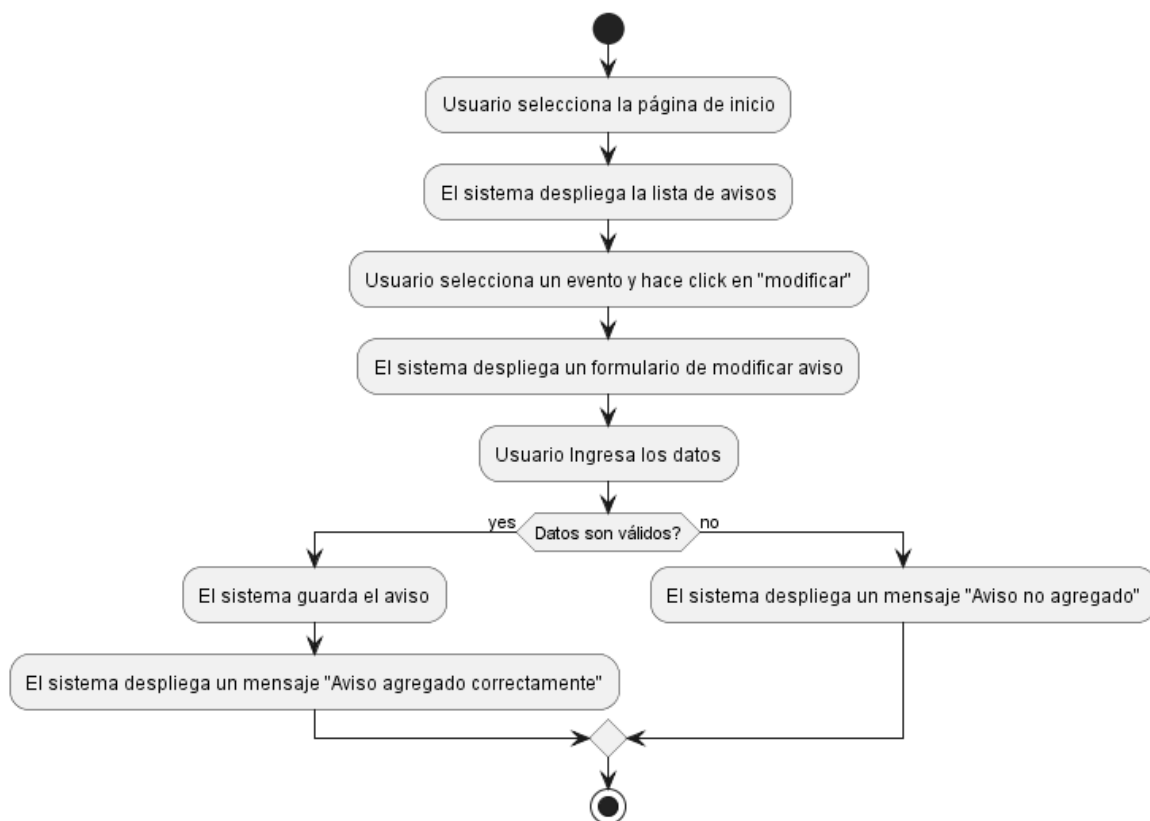 Usuario selecciona la página de inicio
El sistema despliega la lista de avisos
Usuario selecciona un evento y hace click en "modificar"
El sistema despliega un formulario de modificar aviso
Usuario Ingresa los datos
yes
Datos son válidos?
no
El sistema guarda el aviso
El sistema despliega un mensaje "Aviso no agregado"
El sistema despliega un mensaje "Aviso agregado correctamente"